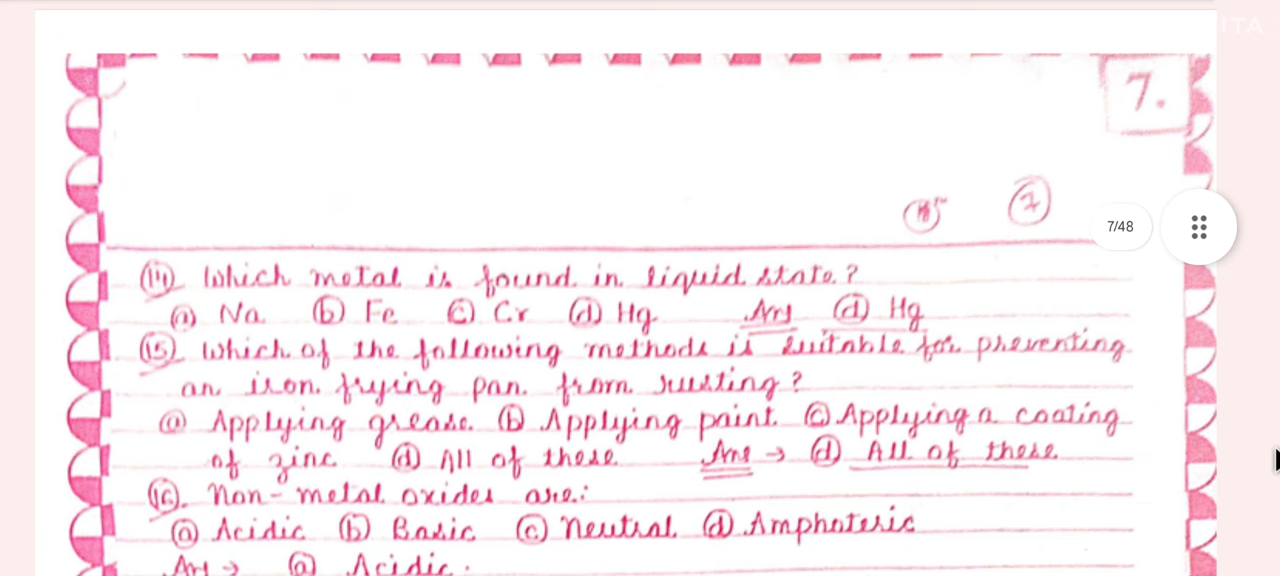 ITA
7.
7
7/48
(14) Which metal is found in liquid state?
(a) Na (b) Fe (c) Cr (d) Hg Ans (d) Hg
(15) Which of the following methods is suitable for preventing
an iron frying pan from rusting?
(a) Applying grease (b) Applying paint (c) Applying a coating
of zinc (d) All of these Ans → (d) All of these
(16). Non-metal oxides are:
(a) Acidic (b) Basic (c) Neutral (d) Amphoteric
Ans → (a) Acidic.